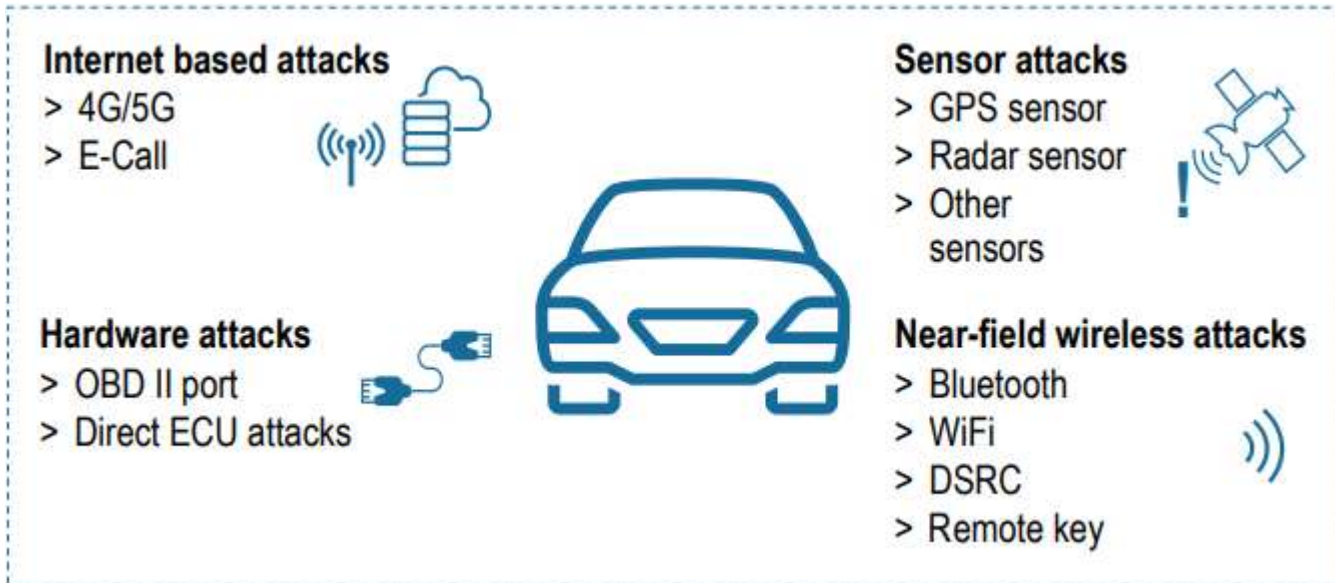 Internet based attacks
> 4G/5G
> E-Call
Sensor attacks
> GPS sensor
> Radar sensor
> Other
sensors
Hardware attacks
> OBD II port
> Direct ECU attacks
Near-field wireless attacks
> Bluetooth
> WiFi
> DSRC
> Remote key